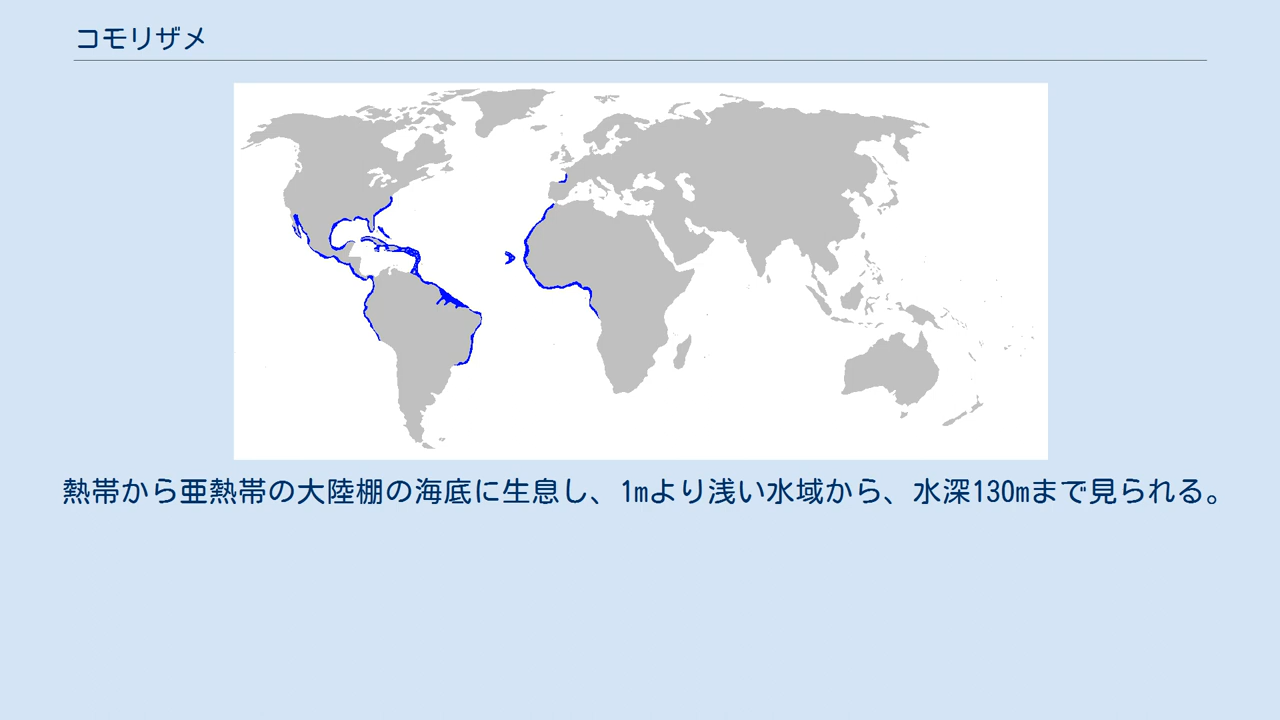 コモリザメ
熱帯から亜熱帯の大陸棚の海底に生息し、1mより浅い水域から、水深130mまで見られる。